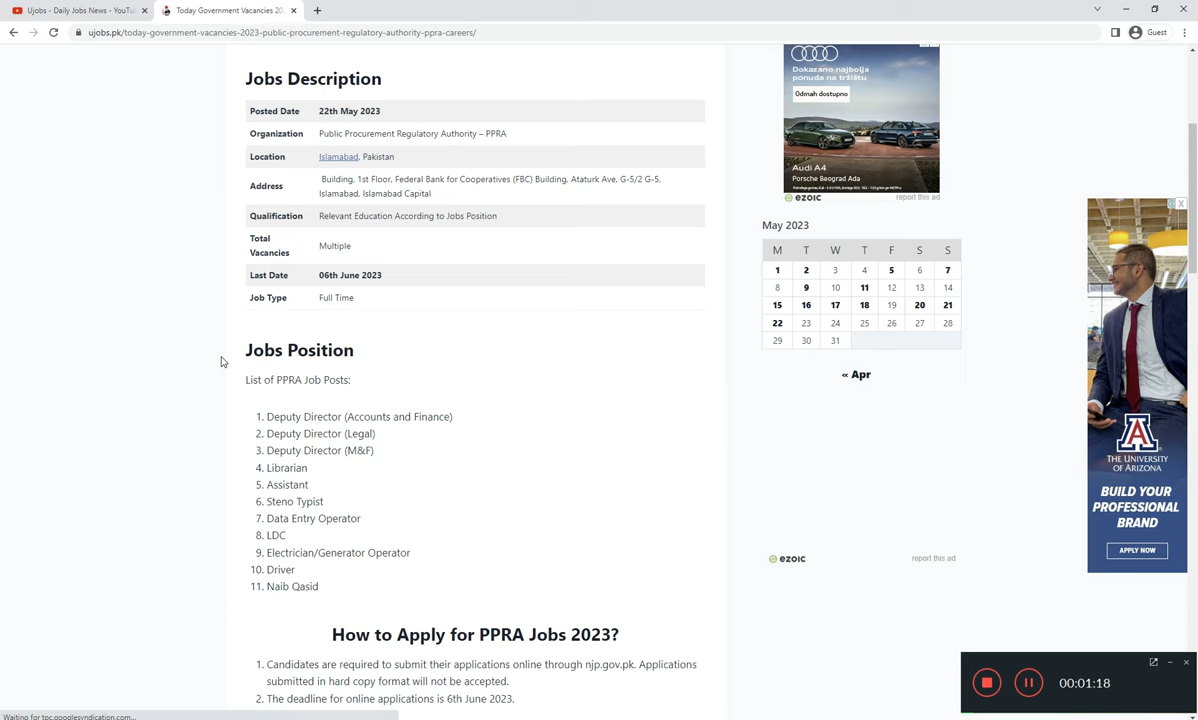 Ujobs - Daily Jobs News - YouTu
Today Government Vacancies 20
ujobs.pk/today-government-vacancies-2023-public-procurement-regulatory-authority-ppra-careers/
Guest
Jobs Description
Posted Date 22th May 2023
Organization Public Procurement Regulatory Authority – PPRA
Location Islamabad, Pakistan
Address Building, 1st Floor, Federal Bank for Cooperatives (FBC) Building, Ataturk Ave, G-5/2 G-5,
Islamabad, Islamabad Capital
Qualification Relevant Education According to Jobs Position
Total
Vacancies
Multiple
Last Date 06th June 2023
Job Type Full Time
Jobs Position
List of PPRA Job Posts:
1. Deputy Director (Accounts and Finance)
2. Deputy Director (Legal)
3. Deputy Director (M&F)
4. Librarian
5. Assistant
6. Steno Typist
7. Data Entry Operator
8. LDC
9. Electrician/Generator Operator
10. Driver
11. Naib Qasid
How to Apply for PPRA Jobs 2023?
1. Candidates are required to submit their applications online through njp.gov.pk. Applications
submitted in hard copy format will not be accepted.
2. The deadline for online applications is 6th June 2023.
Dokazano najbolja
ponuda na tržištu
Odmah dostupno
Audi A4
Porsche Beograd Ada
ezoic
report this ad
May 2023
M T W T F S S
1 2 3 4 5 6 7
8 9 10 11 12 13 14
15 16 17 18 19 20 21
22 23 24 25 26 27 28
29 30 31
« Apr
ezoic
report this ad
A
THE UNIVERSITY
OF ARIZONA
BUILD YOUR
PROFESSIONAL
BRAND
APPLY NOW
00:01:18
Waiting for tpc.googlesyndication.com...